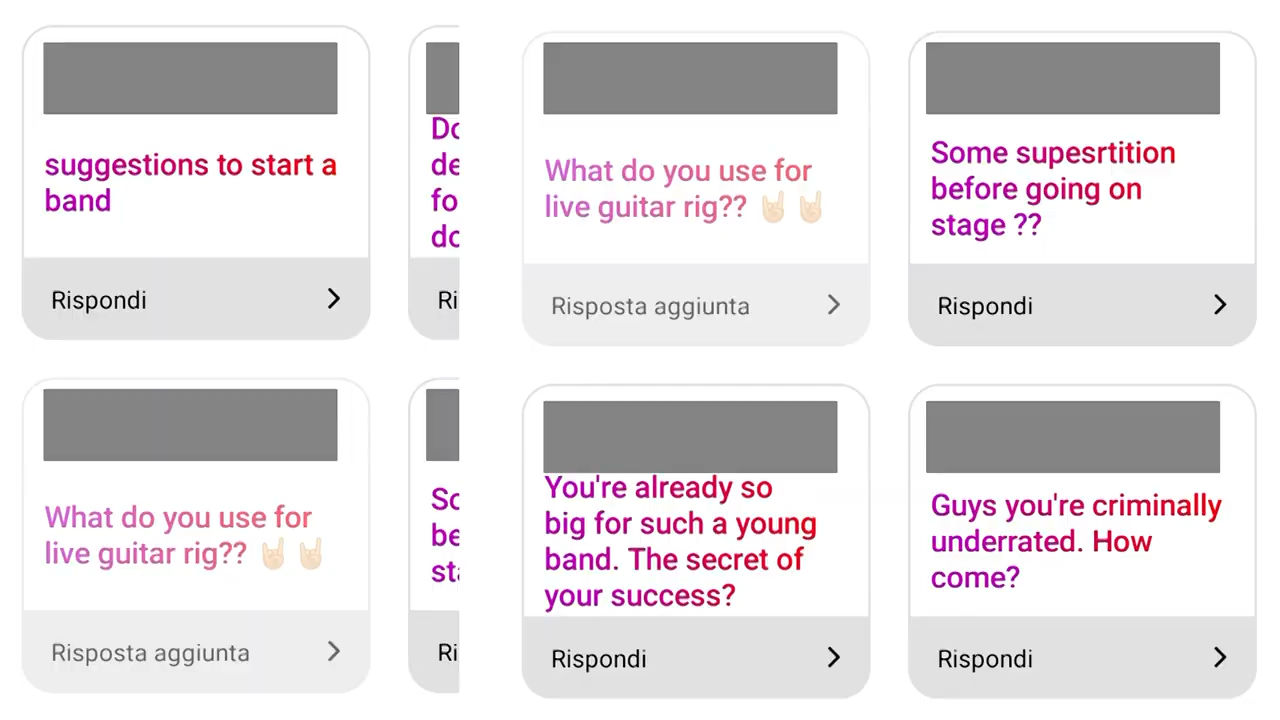 suggestions to start a
band
Rispondi
What do you use for
live guitar rig?? 🤘🏻 🤘🏻
Risposta aggiunta
What do you use for
live guitar rig?? 🤘🏻 🤘🏻
Risposta aggiunta
Some supesrtition
before going on
stage ??
Rispondi
You're already so
big for such a young
band. The secret of
your success?
Rispondi
Guys you're criminally
underrated. How
come?
Rispondi